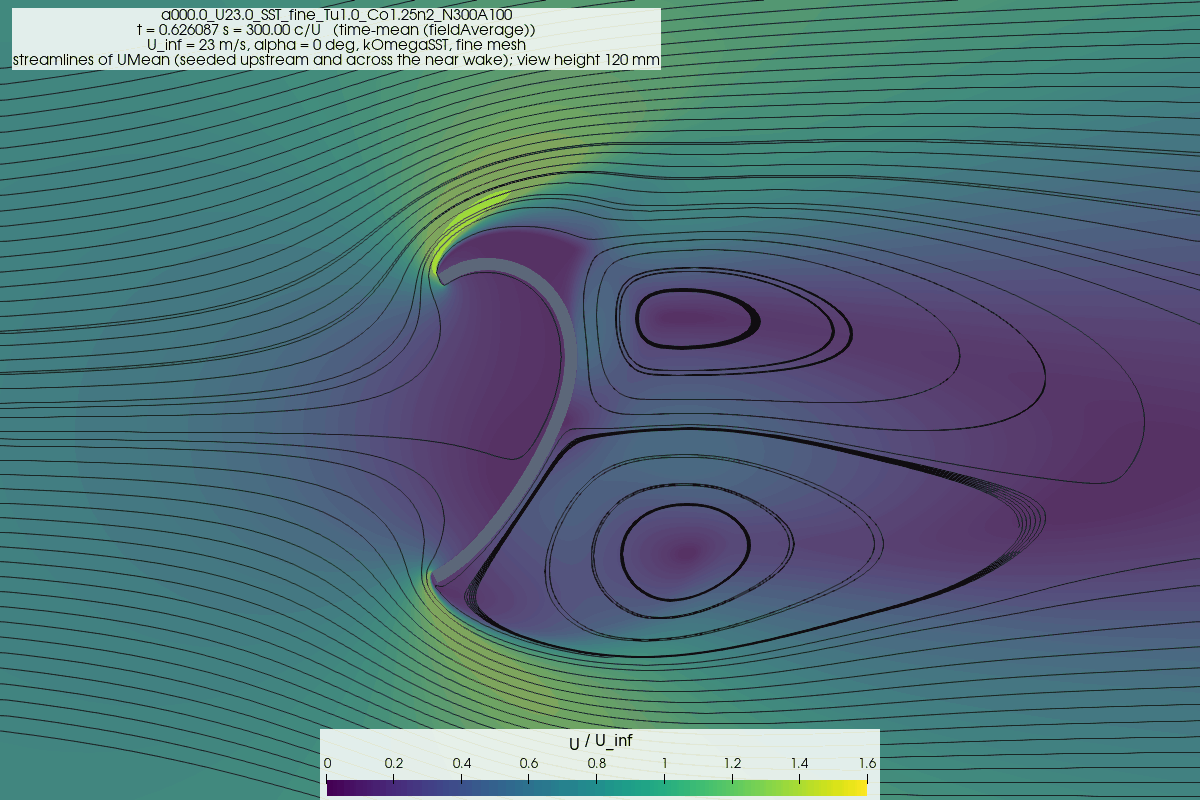 a000.0_U23.0_SST_fine_Tu1.0_Co1.25n2_N300A100
t = 0.626087 s = 300.00 c/U (time-mean (fieldAverage))
U_inf = 23 m/s, alpha = 0 deg, kOmegaSST, fine mesh
streamlines of UMean (seeded upstream and across the near wake); view height 120 mm
U / U_inf
0 0.2 0.4 0.6 0.8 1 1.2 1.4 1.6